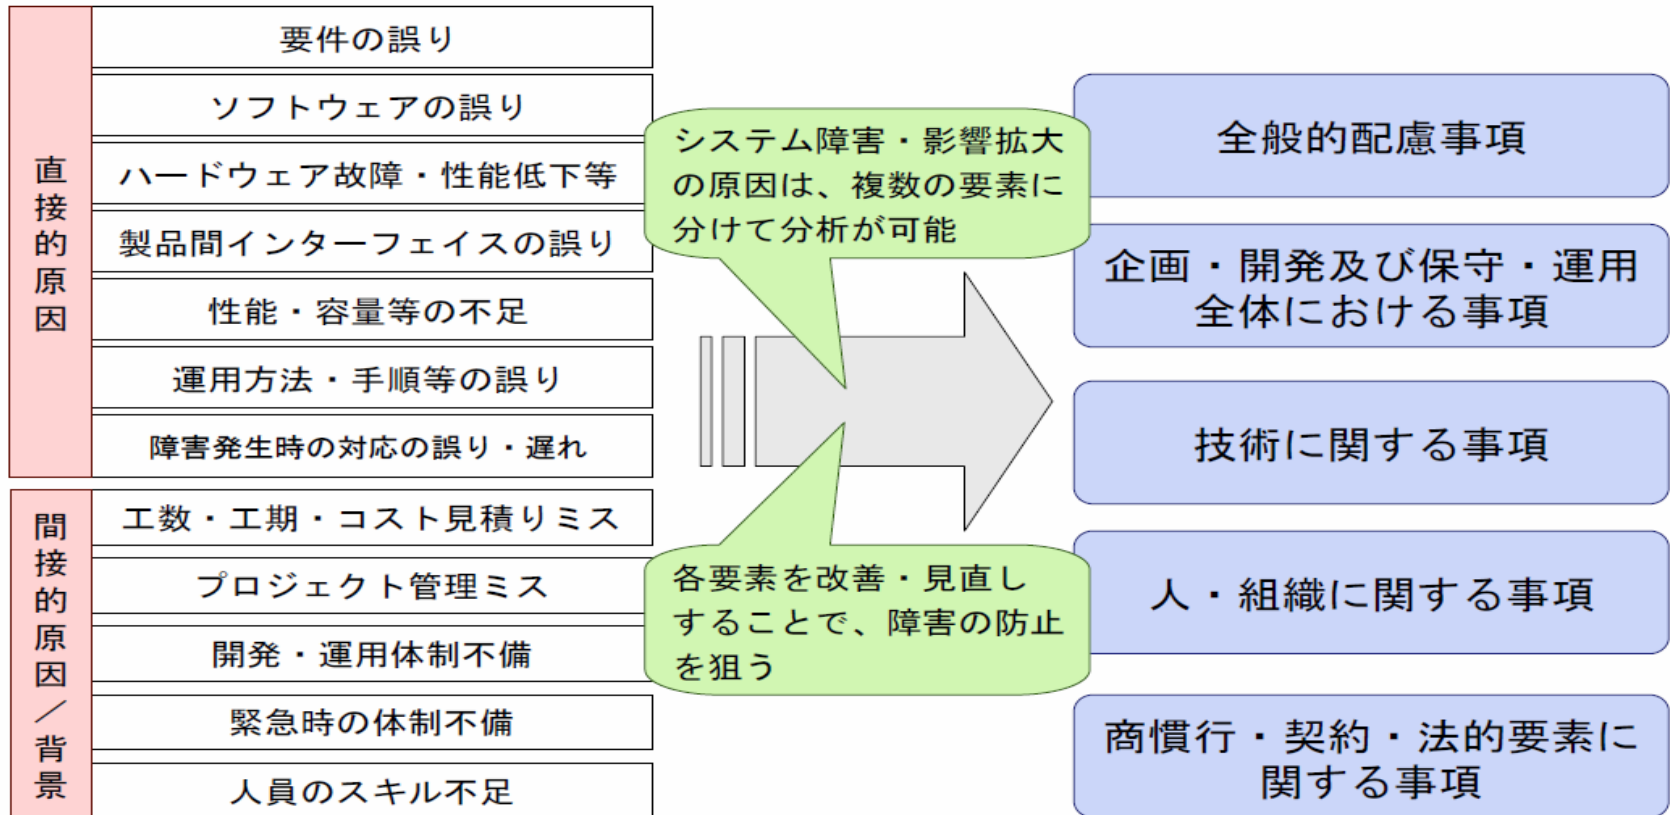 直接的原因
要件の誤り
ソフトウェアの誤り
ハードウェア故障・性能低下等
製品間インターフェイスの誤り
性能・容量等の不足
運用方法・手順等の誤り
障害発生時の対応の誤り・遅れ
間接的原因/背景
工数・工期・コスト見積りミス
プロジェクト管理ミス
開発・運用体制不備
緊急時の体制不備
人員のスキル不足
システム障害・影響拡大
の原因は、複数の要素に
分けて分析が可能
各要素を改善・見直し
することで、障害の防止
を狙う
全般的配慮事項
企画・開発及び保守・運用
全体における事項
技術に関する事項
人・組織に関する事項
商慣行・契約・法的要素に
関する事項